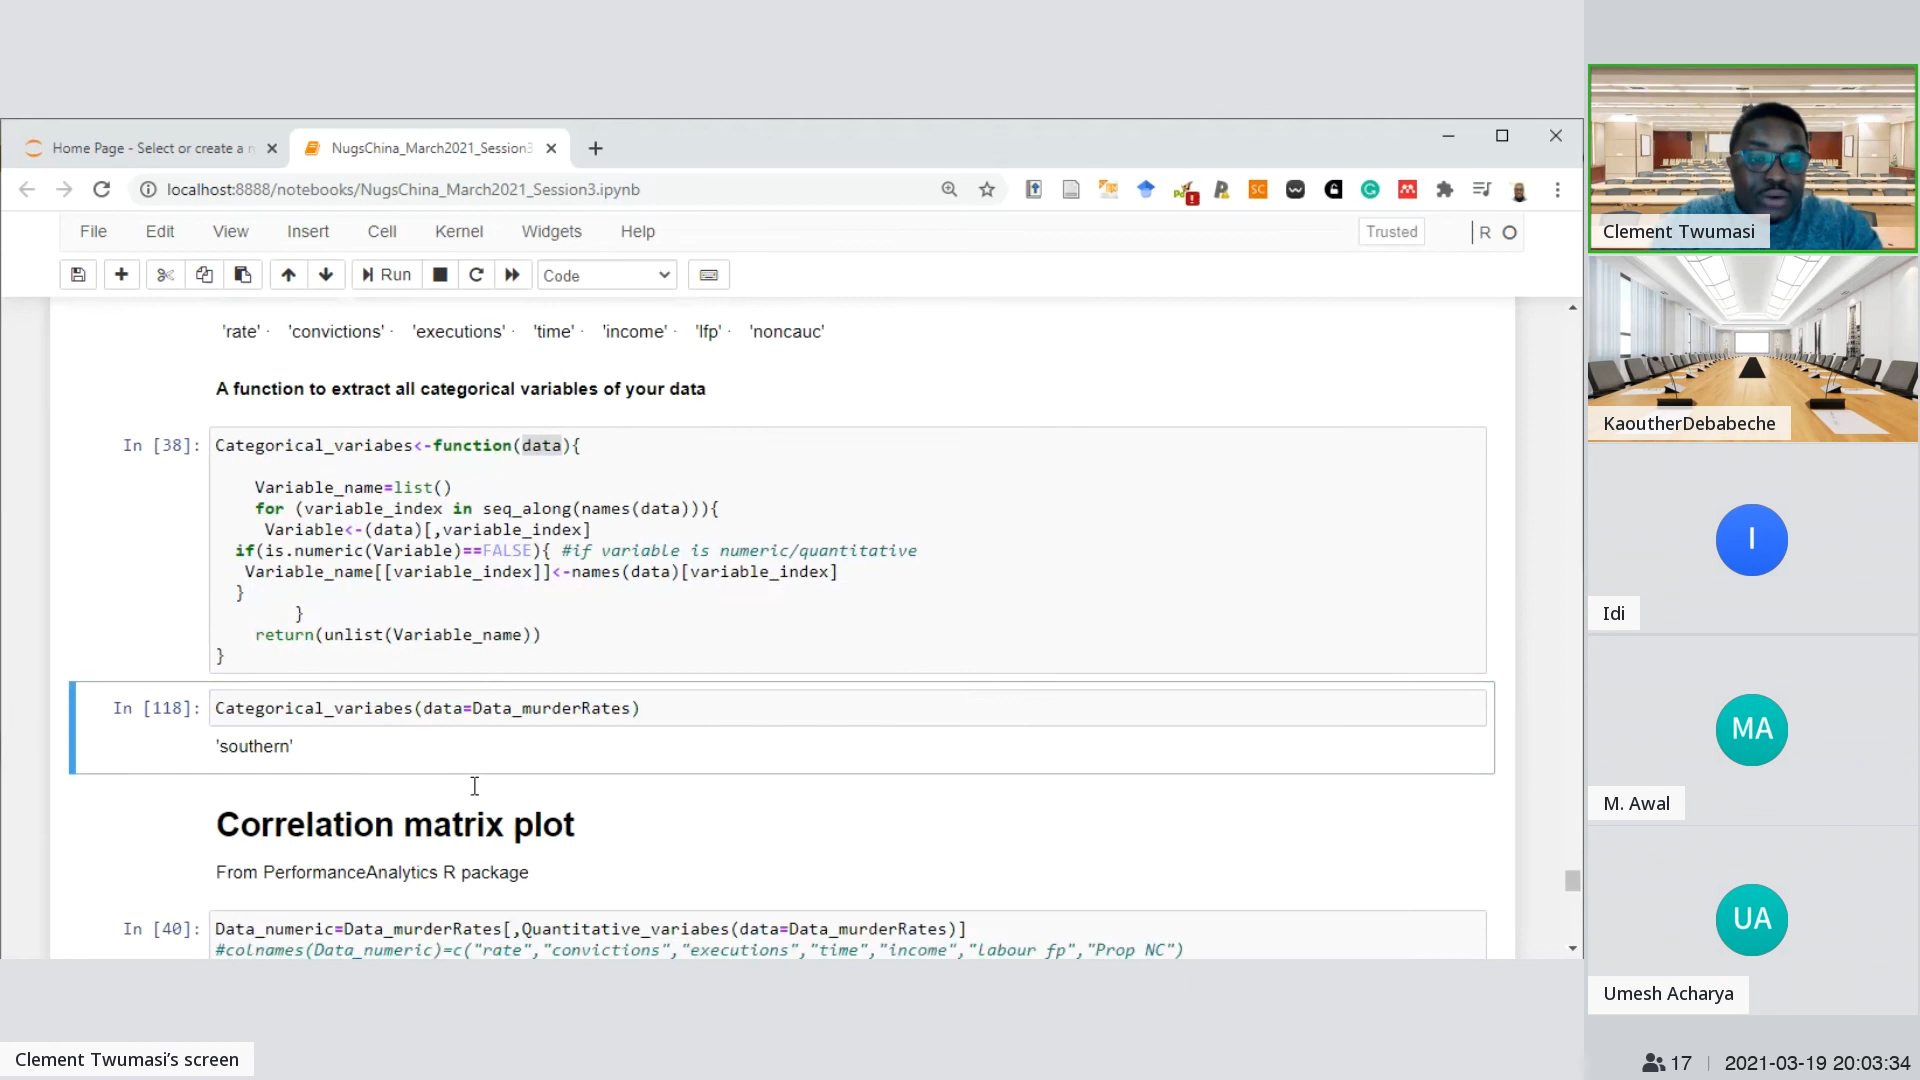 Home Page - Select or create a n
NugsChina_March2021_Session3
localhost:8888/notebooks/NugsChina_March2021_Session3.ipynb
SC
File Edit View Insert Cell Kernel Widgets Help Trusted R
Run Code
'rate' · 'convictions' · 'executions' · 'time' · 'income' · 'lfp' · 'noncauc'
A function to extract all categorical variables of your data
In [38]: Categorical_variabes<-function(data){
Variable_name=list()
for (variable_index in seq_along(names(data))){
Variable<-(data)[,variable_index]
if(is.numeric(Variable)==FALSE){ #if variable is numeric/quantitative
Variable_name[[variable_index]]<-names(data)[variable_index]
}
}
return(unlist(Variable_name))
}
In [118]: Categorical_variabes(data=Data_murderRates)
'southern'
Correlation matrix plot
From PerformanceAnalytics R package
In [40]: Data_numeric=Data_murderRates[,Quantitative_variabes(data=Data_murderRates)]
#colnames(Data_numeric)=c("rate","convictions","executions","time","income","labour fp","Prop NC")
Clement Twumasi's screen
Clement Twumasi
KaoutherDebabeche
I
Idi
MA
M. Awal
UA
Umesh Acharya
17 2021-03-19 20:03:34